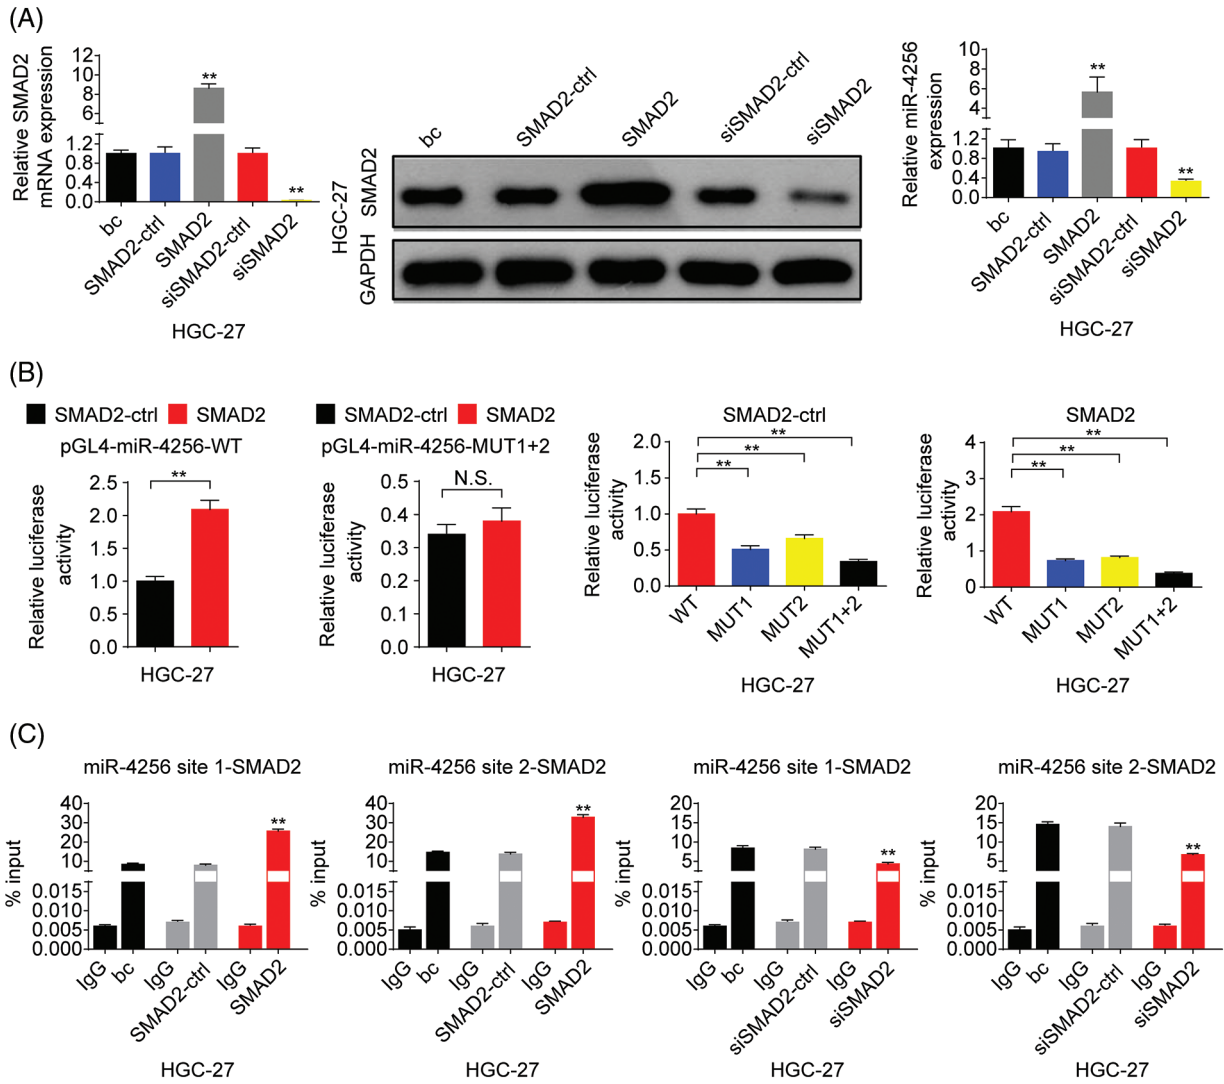 (A)
Relative SMAD2
mRNA expression
12
10
8
6
1.2
0.8
0.4
0.0
**
**
bc
SMAD2-ctrl
SMAD2
siSMAD2-ctrl
siSMAD2
HGC-27
bc
SMAD2-ctrl
SMAD2
siSMAD2-ctrl
siSMAD2
HGC-27
SMAD2
GAPDH
Relative miR-4256
expression
10
8
6
4
1.2
0.8
0.4
0.0
**
**
bc
SMAD2-ctrl
SMAD2
siSMAD2-ctrl
siSMAD2
HGC-27
(B)
SMAD2-ctrl SMAD2
pGL4-miR-4256-WT
Relative luciferase
activity
2.5
2.0
1.5
1.0
0.5
0.0
**
HGC-27
SMAD2-ctrl SMAD2
pGL4-miR-4256-MUT1+2
Relative luciferase
activity
0.5
0.4
0.3
0.2
0.1
0.0
N.S.
HGC-27
SMAD2-ctrl
Relative luciferase
activity
2.0
1.5
1.0
0.5
0.0
**
**
**
WT
MUT1
MUT2
MUT1+2
HGC-27
SMAD2
Relative luciferase
activity
4
3
2
1
0
**
**
**
WT
MUT1
MUT2
MUT1+2
HGC-27
(C)
miR-4256 site 1-SMAD2
% input
40
30
20
10
0.015
0.010
0.005
0.000
**
IgG
bc
IgG
SMAD2-ctrl
IgG
SMAD2
HGC-27
miR-4256 site 2-SMAD2
% input
40
30
20
10
0.015
0.010
0.005
0.000
**
IgG
bc
IgG
SMAD2-ctrl
IgG
SMAD2
HGC-27
miR-4256 site 1-SMAD2
% input
20
15
10
5
0.015
0.010
0.005
0.000
**
IgG
bc
IgG
siSMAD2-ctrl
IgG
siSMAD2
HGC-27
miR-4256 site 2-SMAD2
% input
20
15
10
5
0.015
0.010
0.005
0.000
**
IgG
bc
IgG
siSMAD2-ctrl
IgG
siSMAD2
HGC-27